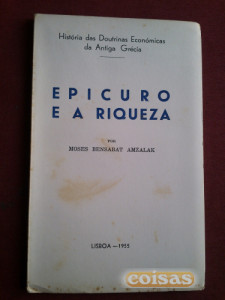 História das Doutrinas Económicas
da Antiga Grécia
EPICURO
E A RIQUEZA
POR
MOSES BENSABAT AMZALAK
LISBOA — 1955
coisas